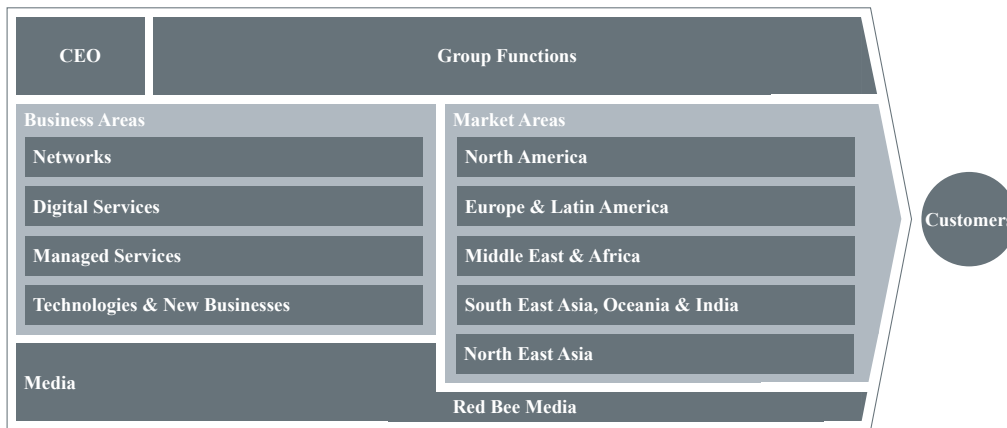 CEO
Group Functions
Business Areas
Networks
Digital Services
Managed Services
Technologies & New Businesses
Market Areas
North America
Europe & Latin America
Middle East & Africa
South East Asia, Oceania & India
North East Asia
Customers
Media
Red Bee Media